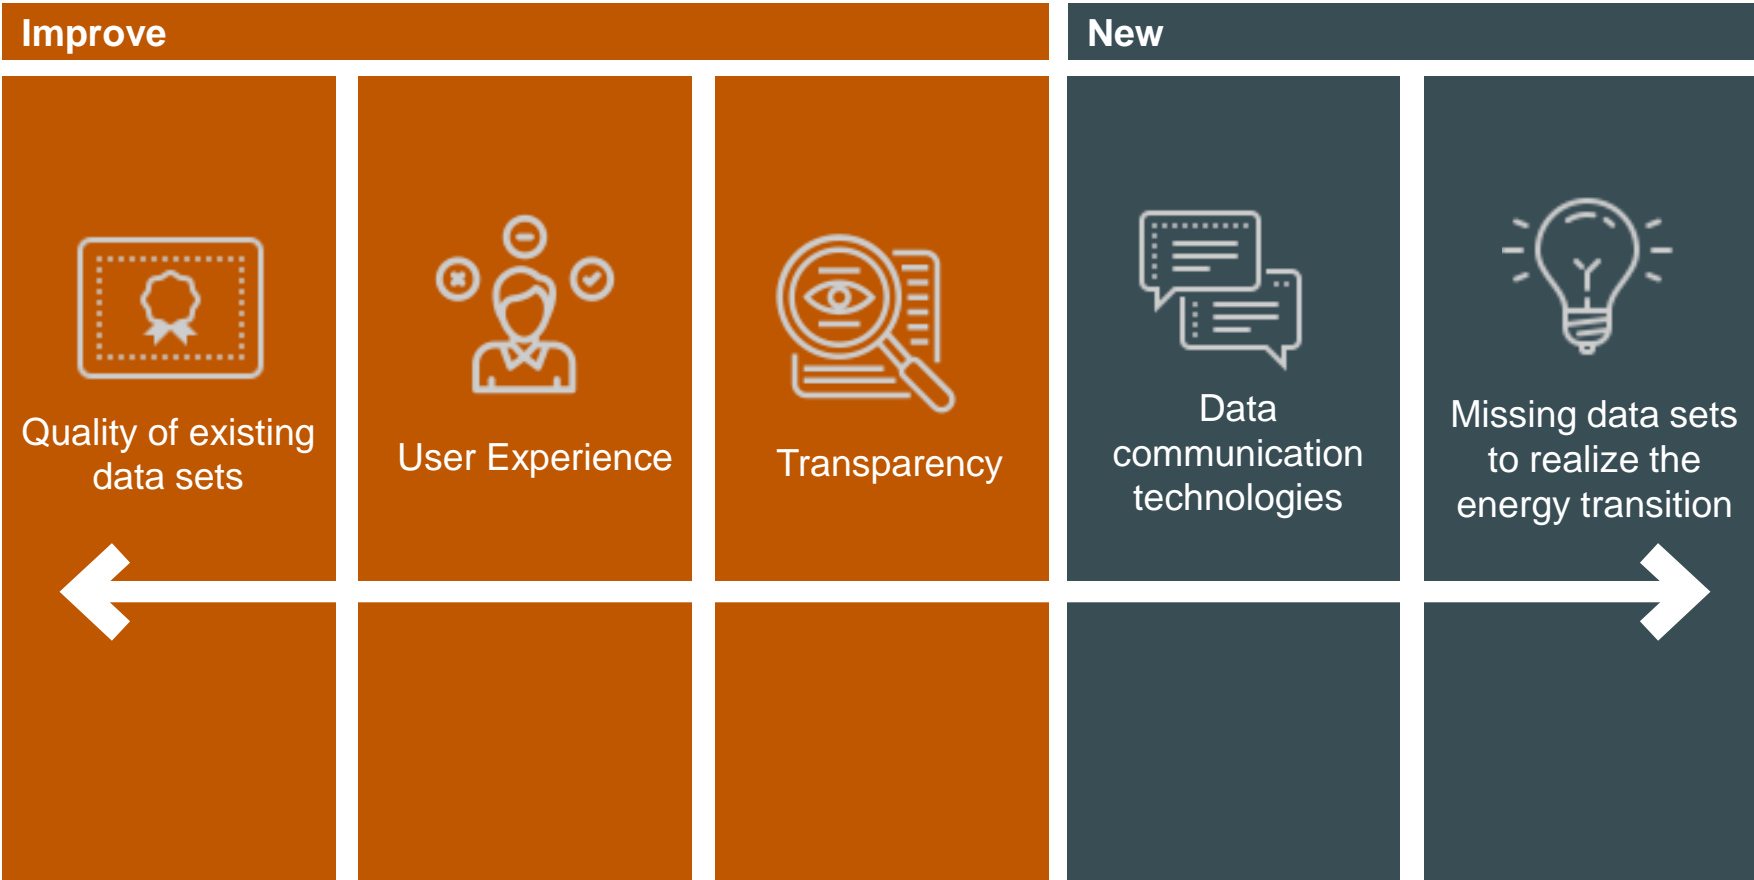 Improve
New
Quality of existing
data sets
User Experience
Transparency
Data
communication
technologies
Missing data sets
to realize the
energy transition